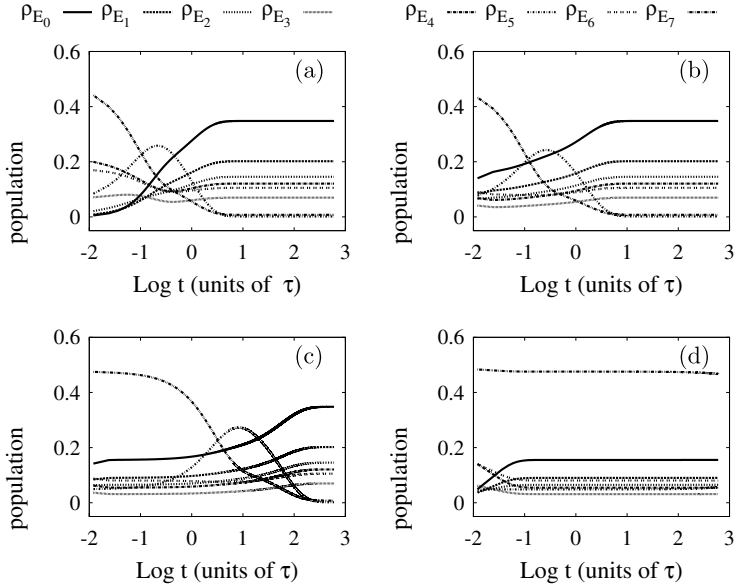 ρE0 ρE1 ρE2 ρE3 ρE4 ρE5 ρE6 ρE7
0.6 0.4 0.2 0
population
(a)
-2 -1 0 1 2 3
Log t (units of τ)
0.6 0.4 0.2 0
population
(b)
-2 -1 0 1 2 3
Log t (units of τ)
0.6 0.4 0.2 0
population
(c)
-2 -1 0 1 2 3
Log t (units of τ)
0.6 0.4 0.2 0
population
(d)
-2 -1 0 1 2 3
Log t (units of τ)